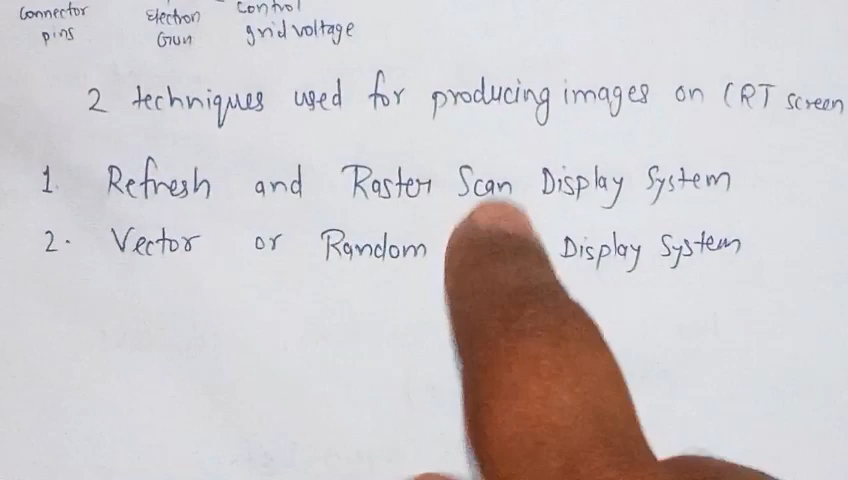 Connector Electron Control
pins Gun grid voltage
2 techniques used for producing images on CRT screen
1. Refresh and Raster Scan Display System
2. Vector or Random Display System